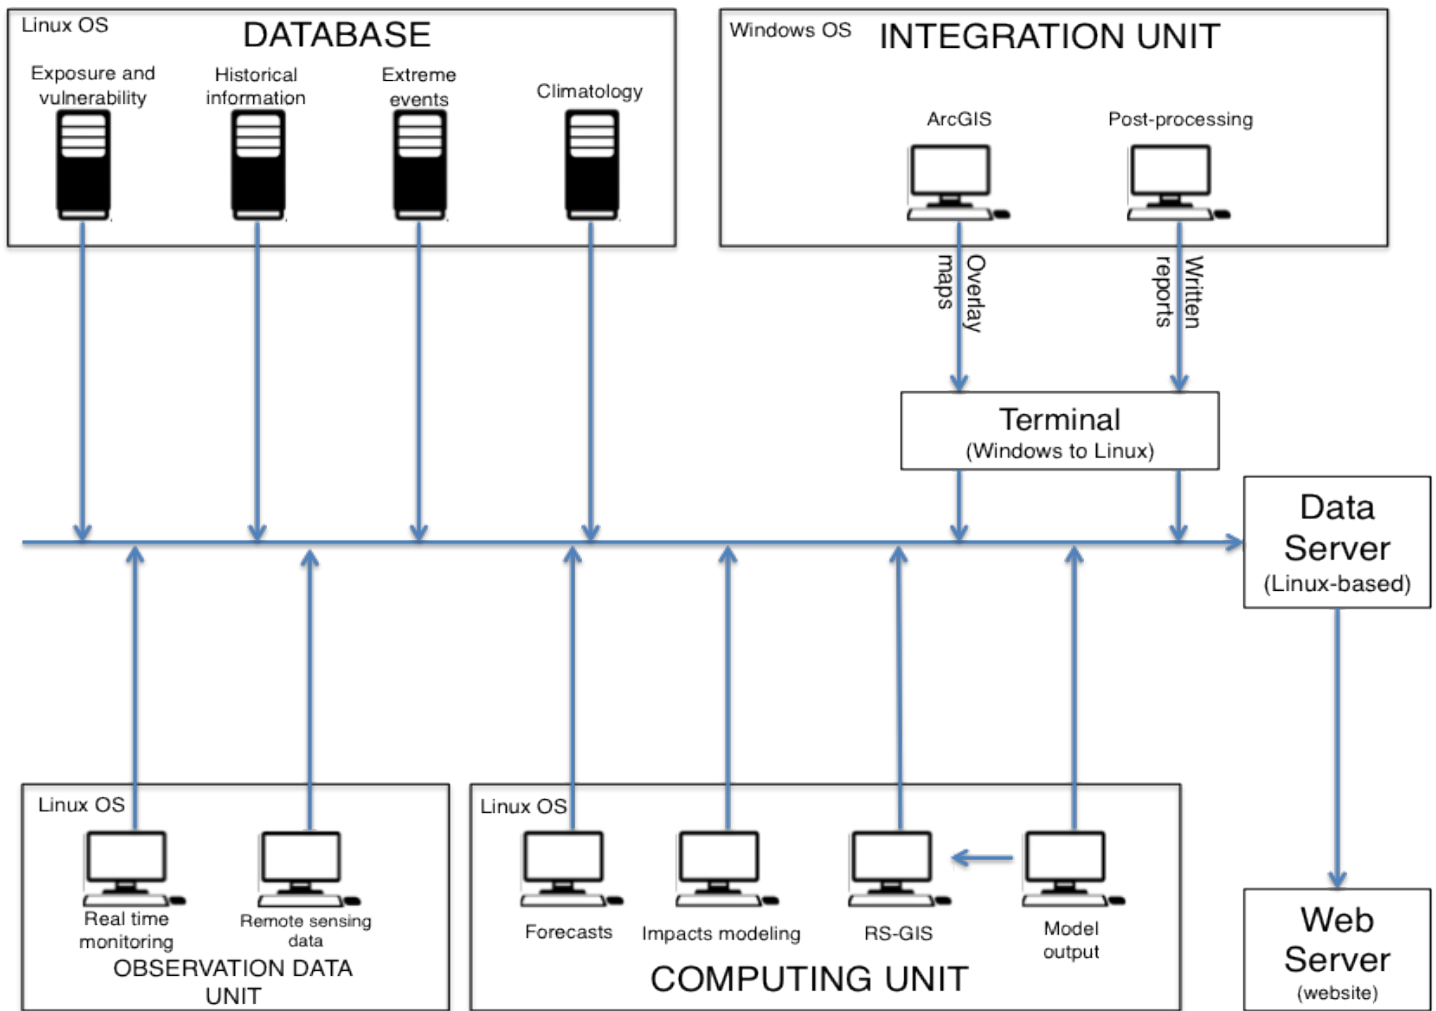 Linux OS
DATABASE
Exposure and
vulnerability
Historical
information
Extreme
events
Climatology
Windows OS
INTEGRATION UNIT
ArcGIS
Post-processing
Overlay
maps
Written
reports
Terminal
(Windows to Linux)
Data
Server
(Linux-based)
Linux OS
Real time
monitoring
Remote sensing
data
OBSERVATION DATA
UNIT
Linux OS
Forecasts
Impacts modeling
RS-GIS
Model
output
COMPUTING UNIT
Web
Server
(website)